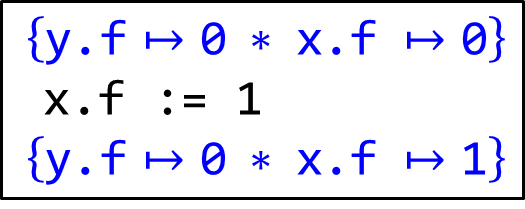 {y.f ↦ 0 * x.f ↦ 0}
x.f := 1
{y.f ↦ 0 * x.f ↦ 1}